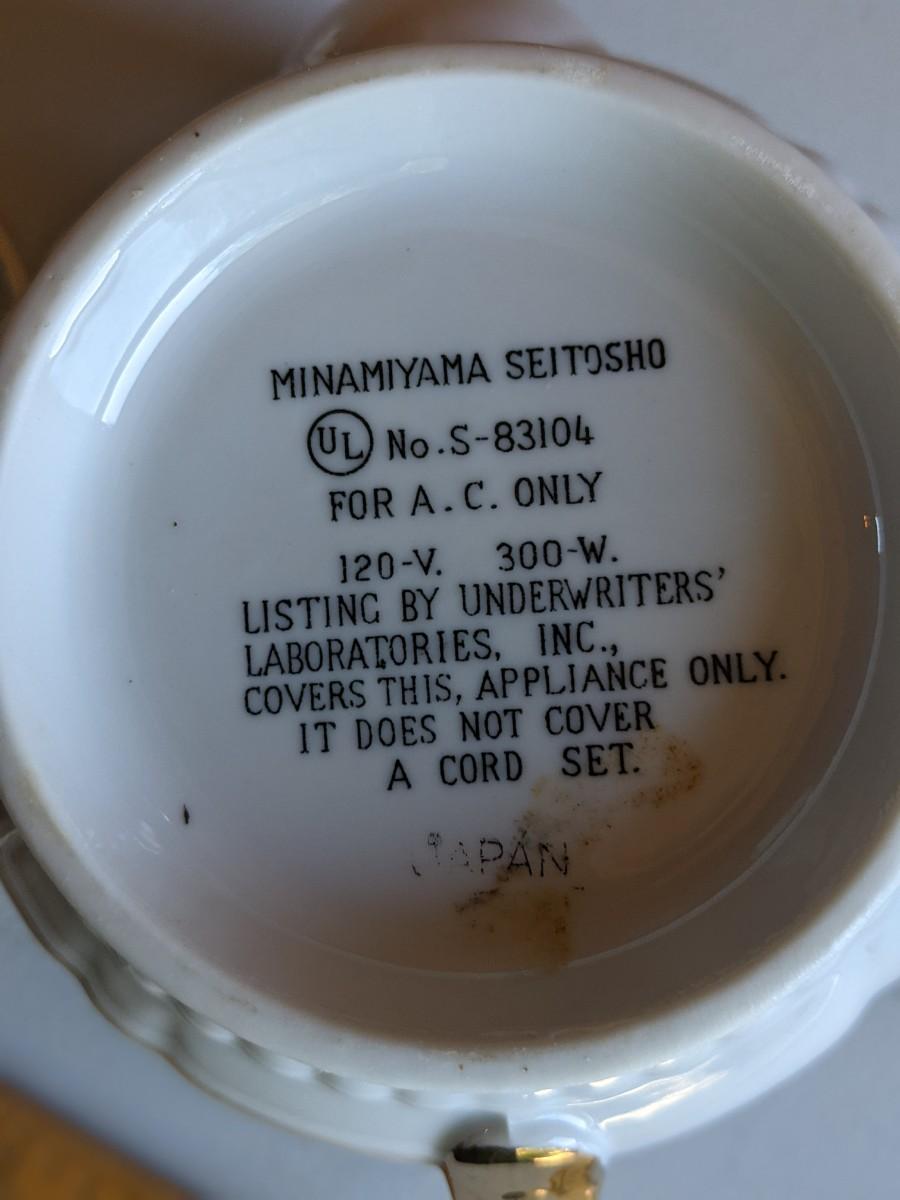 MINAMIYAMA SEITOSHO
UL No.S-83104
FOR A.C. ONLY
120-V. 300-W.
LISTING BY UNDERWRITERS'
LABORATORIES, INC.,
COVERS THIS, APPLIANCE ONLY.
IT DOES NOT COVER
A CORD SET.
JAPAN